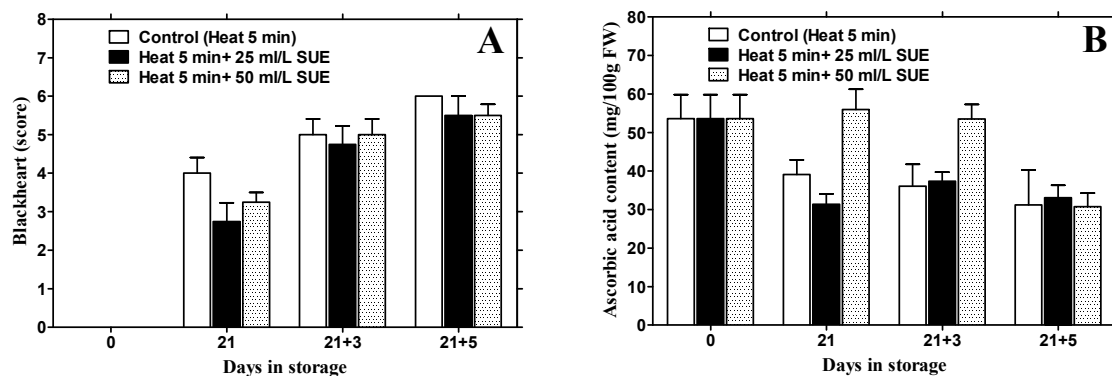 A
Control (Heat 5 min)
Heat 5 min+ 25 ml/L SUE
Heat 5 min+ 50 ml/L SUE
Blackheart (score)
8
7
6
5
4
3
2
1
0
0 21 21+3 21+5
Days in storage
B
Control (Heat 5 min)
Heat 5 min+ 25 ml/L SUE
Heat 5 min+ 50 ml/L SUE
Ascorbic acid content (mg/100g FW)
80
70
60
50
40
30
20
10
0
0 21 21+3 21+5
Days in storage